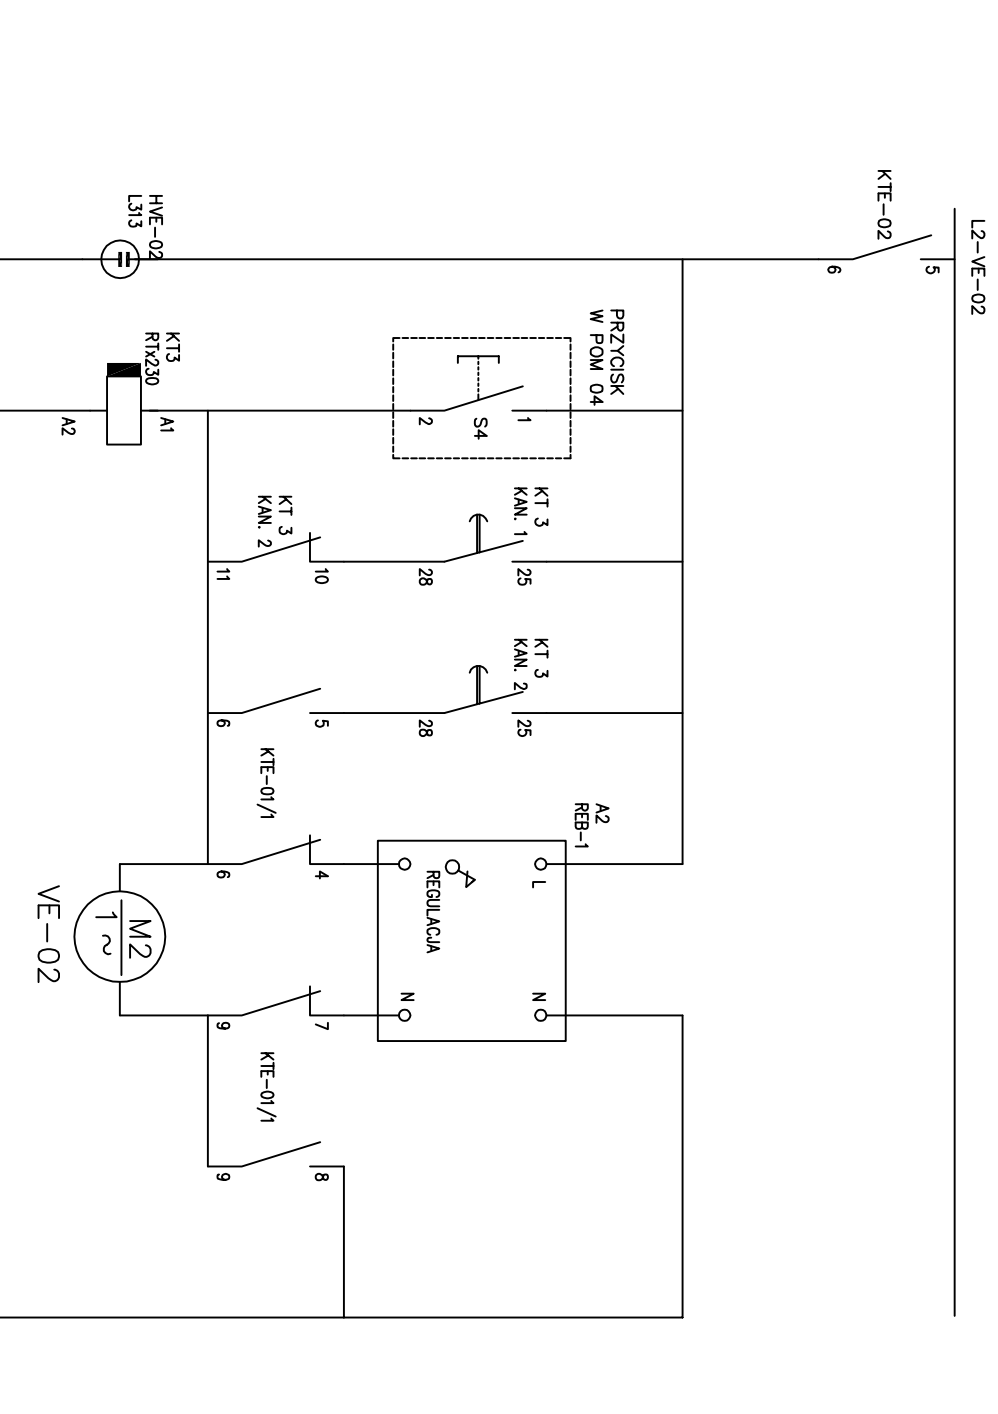 L2-VE-02
KTE-02
5
6
PRZYCISK
W POM 04
1
S4
2
HVE-02
L313
KT3
RTx230
A1
A2
KT 3
KAN. 1
25
28
KT 3
KAN. 2
10
11
KT 3
KAN. 2
25
28
5
6
KTE-01/1
A2
REB-1
L
N
REGULACJA
N
4
6
7
9
KTE-01/1
8
9
M2
1~
VE-02